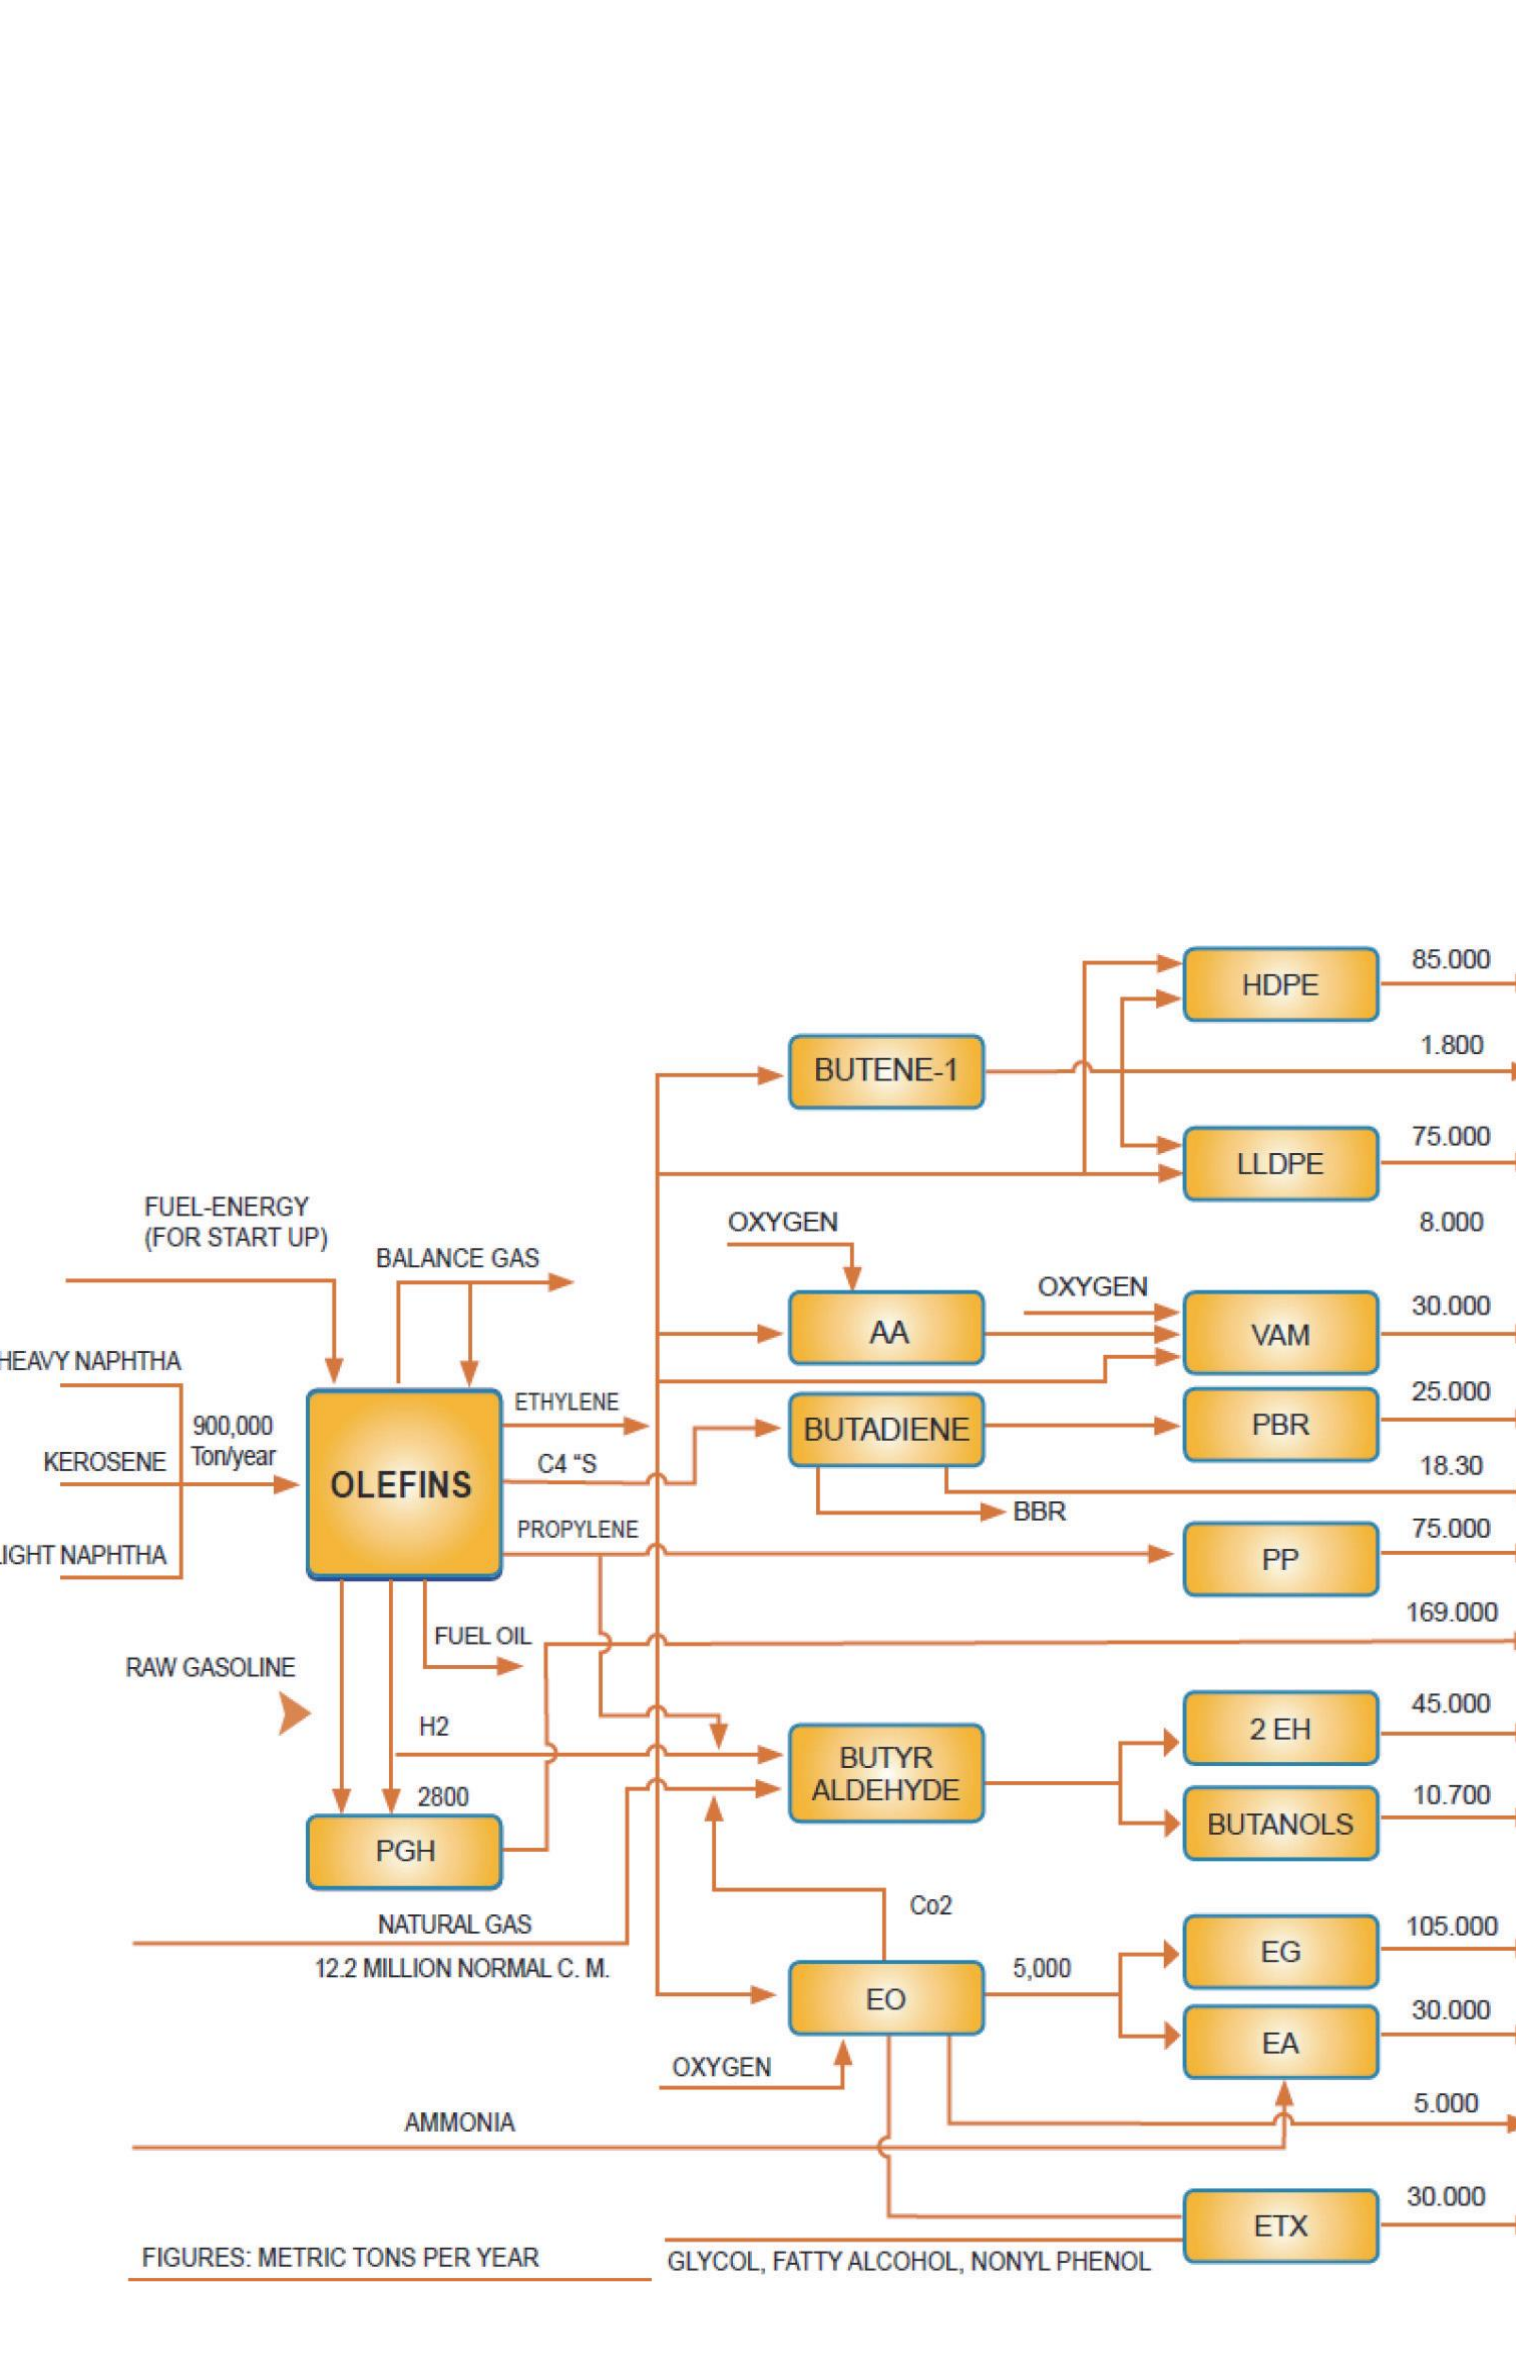 HDPE
85.000
BUTENE-1
1.800
LLDPE
75.000
8.000
FUEL-ENERGY
(FOR START UP)
BALANCE GAS
OXYGEN
AA
OXYGEN
VAM
30.000
HEAVY NAPHTHA
900,000
Ton/year
KEROSENE
IGHT NAPHTHA
OLEFINS
ETHYLENE
C4 “S
PROPYLENE
BUTADIENE
BBR
PBR
25.000
18.30
PP
75.000
169.000
FUEL OIL
RAW GASOLINE
H2
2800
PGH
BUTYR
ALDEHYDE
2 EH
45.000
BUTANOLS
10.700
NATURAL GAS
12.2 MILLION NORMAL C. M.
Co2
EO
5,000
EG
105.000
EA
30.000
OXYGEN
AMMONIA
5.000
ETX
30.000
FIGURES: METRIC TONS PER YEAR
GLYCOL, FATTY ALCOHOL, NONYL PHENOL